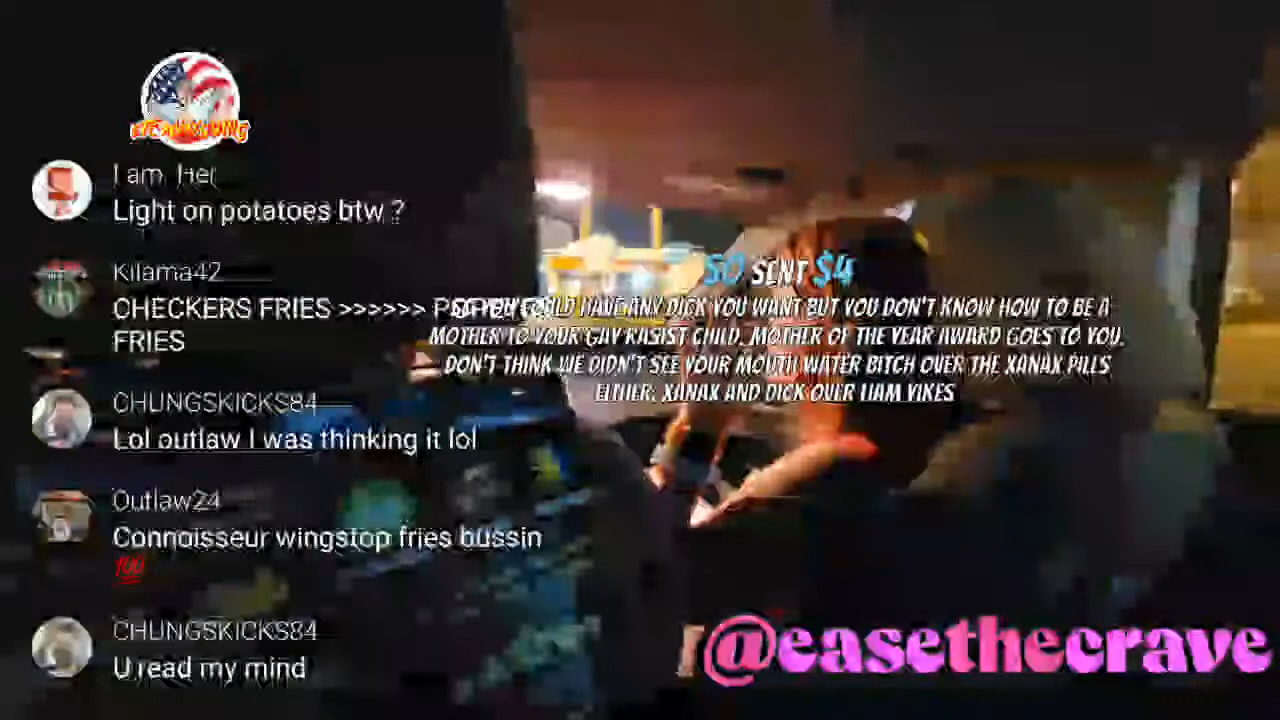 I am Her
Light on potatoes btw ?
Kilama42
CHECKERS FRIES >>>>>>
FRIES
CHUNGSKICKS84
Lol outlaw I was thinking it lol
Outlaw24
Connoisseur wingstop fries bussin
💯
CHUNGSKICKS84
U read my mind
SO SENT $4
COULD HAVE ANY DICK YOU WANT BUT YOU DON'T KNOW HOW TO BE A
MOTHER TO YOUR GAY RASIST CHILD. MOTHER OF THE YEAR AWARD GOES TO YOU.
DON'T THINK WE DIDN'T SEE YOUR MOUTH WATER BITCH OVER THE XANAX PILLS
EITHER. XANAX AND DICK OVER LIAM YIKES
@easethecrave